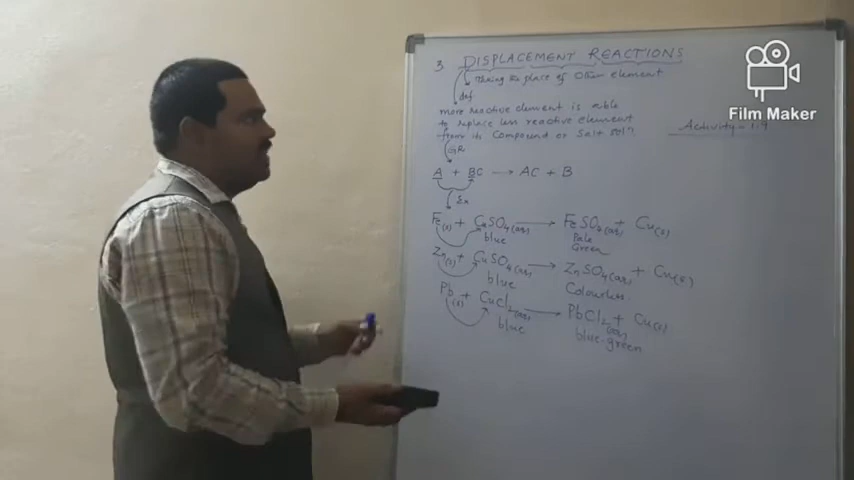 3. DISPLACEMENT REACTIONS
Taking the place of other element
def
more reactive element is able
to replace less reactive element
from its compound or salt soln
Activity-1.9
GR
A + BC → AC + B
Ex
Fe(s) + CuSO4(aq) → FeSO4(aq) + Cu(s)
blue Pale Green
Zn(s) + CuSO4(aq) → ZnSO4(aq) + Cu(s)
blue Colourless
Pb(s) + CuCl2(aq) → PbCl2(aq) + Cu(s)
blue blue-green
Film Maker